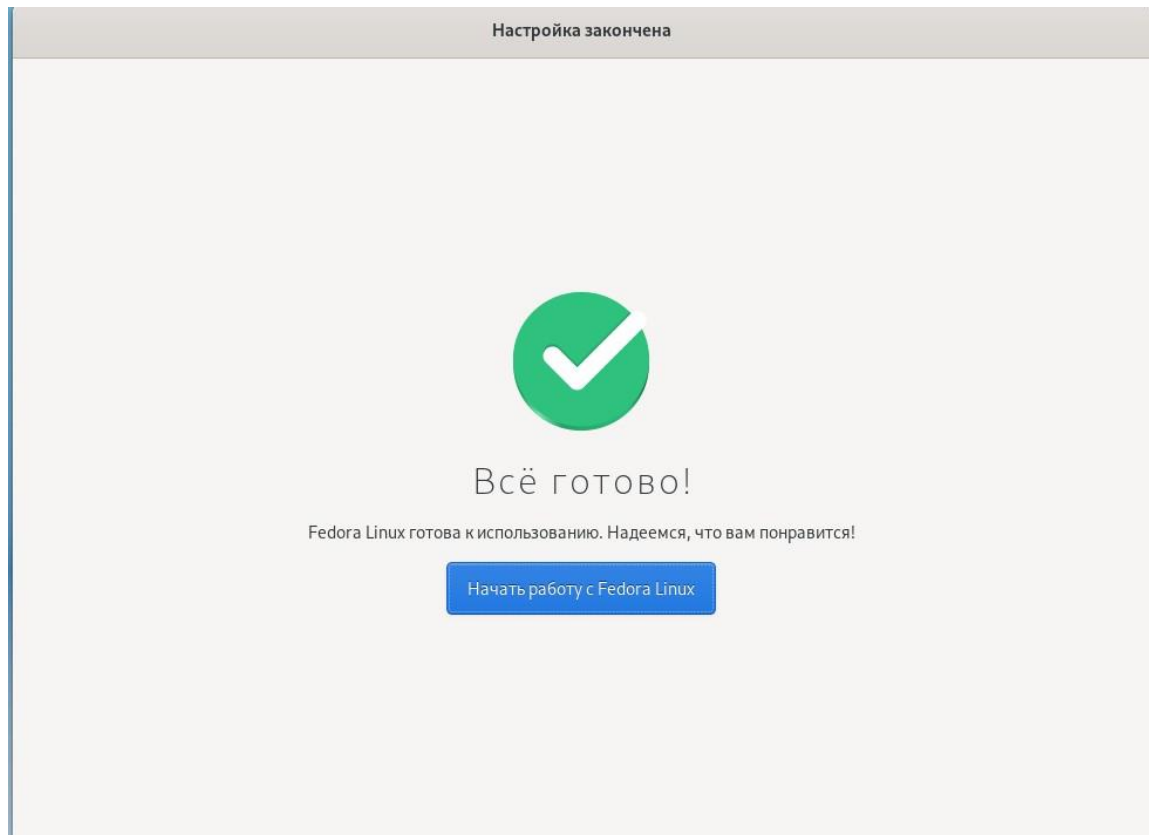 Настройка закончена
Всё готово!
Fedora Linux готова к использованию. Надеемся, что вам понравится!
Начать работу с Fedora Linux